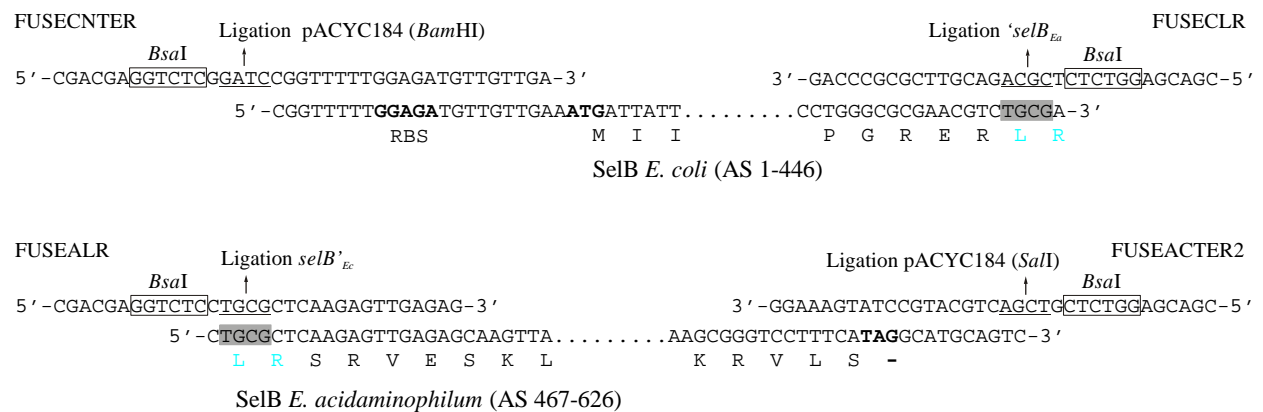 FUSECNTER
FUSECLR
Ligation pACYC184 (BamHI)
Ligation ‘selB Ea
BsaI
BsaI
5’-CGACGAGGTCTCGGATCCGGTTTTTGGAGATGTTGTTGA-3’
3’-GACCCGCGCTTGCAGACGCTCTCTGGAGCAGC-5’
5’-CGGTTTTTGGAGATGTTGTTGAAATGATTATT..........CCTGGGCGCGAACGTCTGCGA-3’
RBS M I I P G R E R L R
SelB E. coli (AS 1-446)
FUSEALR
FUSEACTER2
Ligation selB’ Ec
Ligation pACYC184 (SalI)
BsaI
BsaI
5’-CGACGAGGTCTCCTGCGCTCAAGAGTTGAGAG-3’
3’-GGAAAGTATCCGTACGTCAGCTGCTCTGGAGCAGC-5’
5’-CTGCGCTCAAGAGTTGAGAGCAAGTTA.........AAGCGGGTCCTTTCATAGGCATGCAGTC-3’
L R S R V E S K L K R V L S -
SelB E. acidaminophilum (AS 467-626)